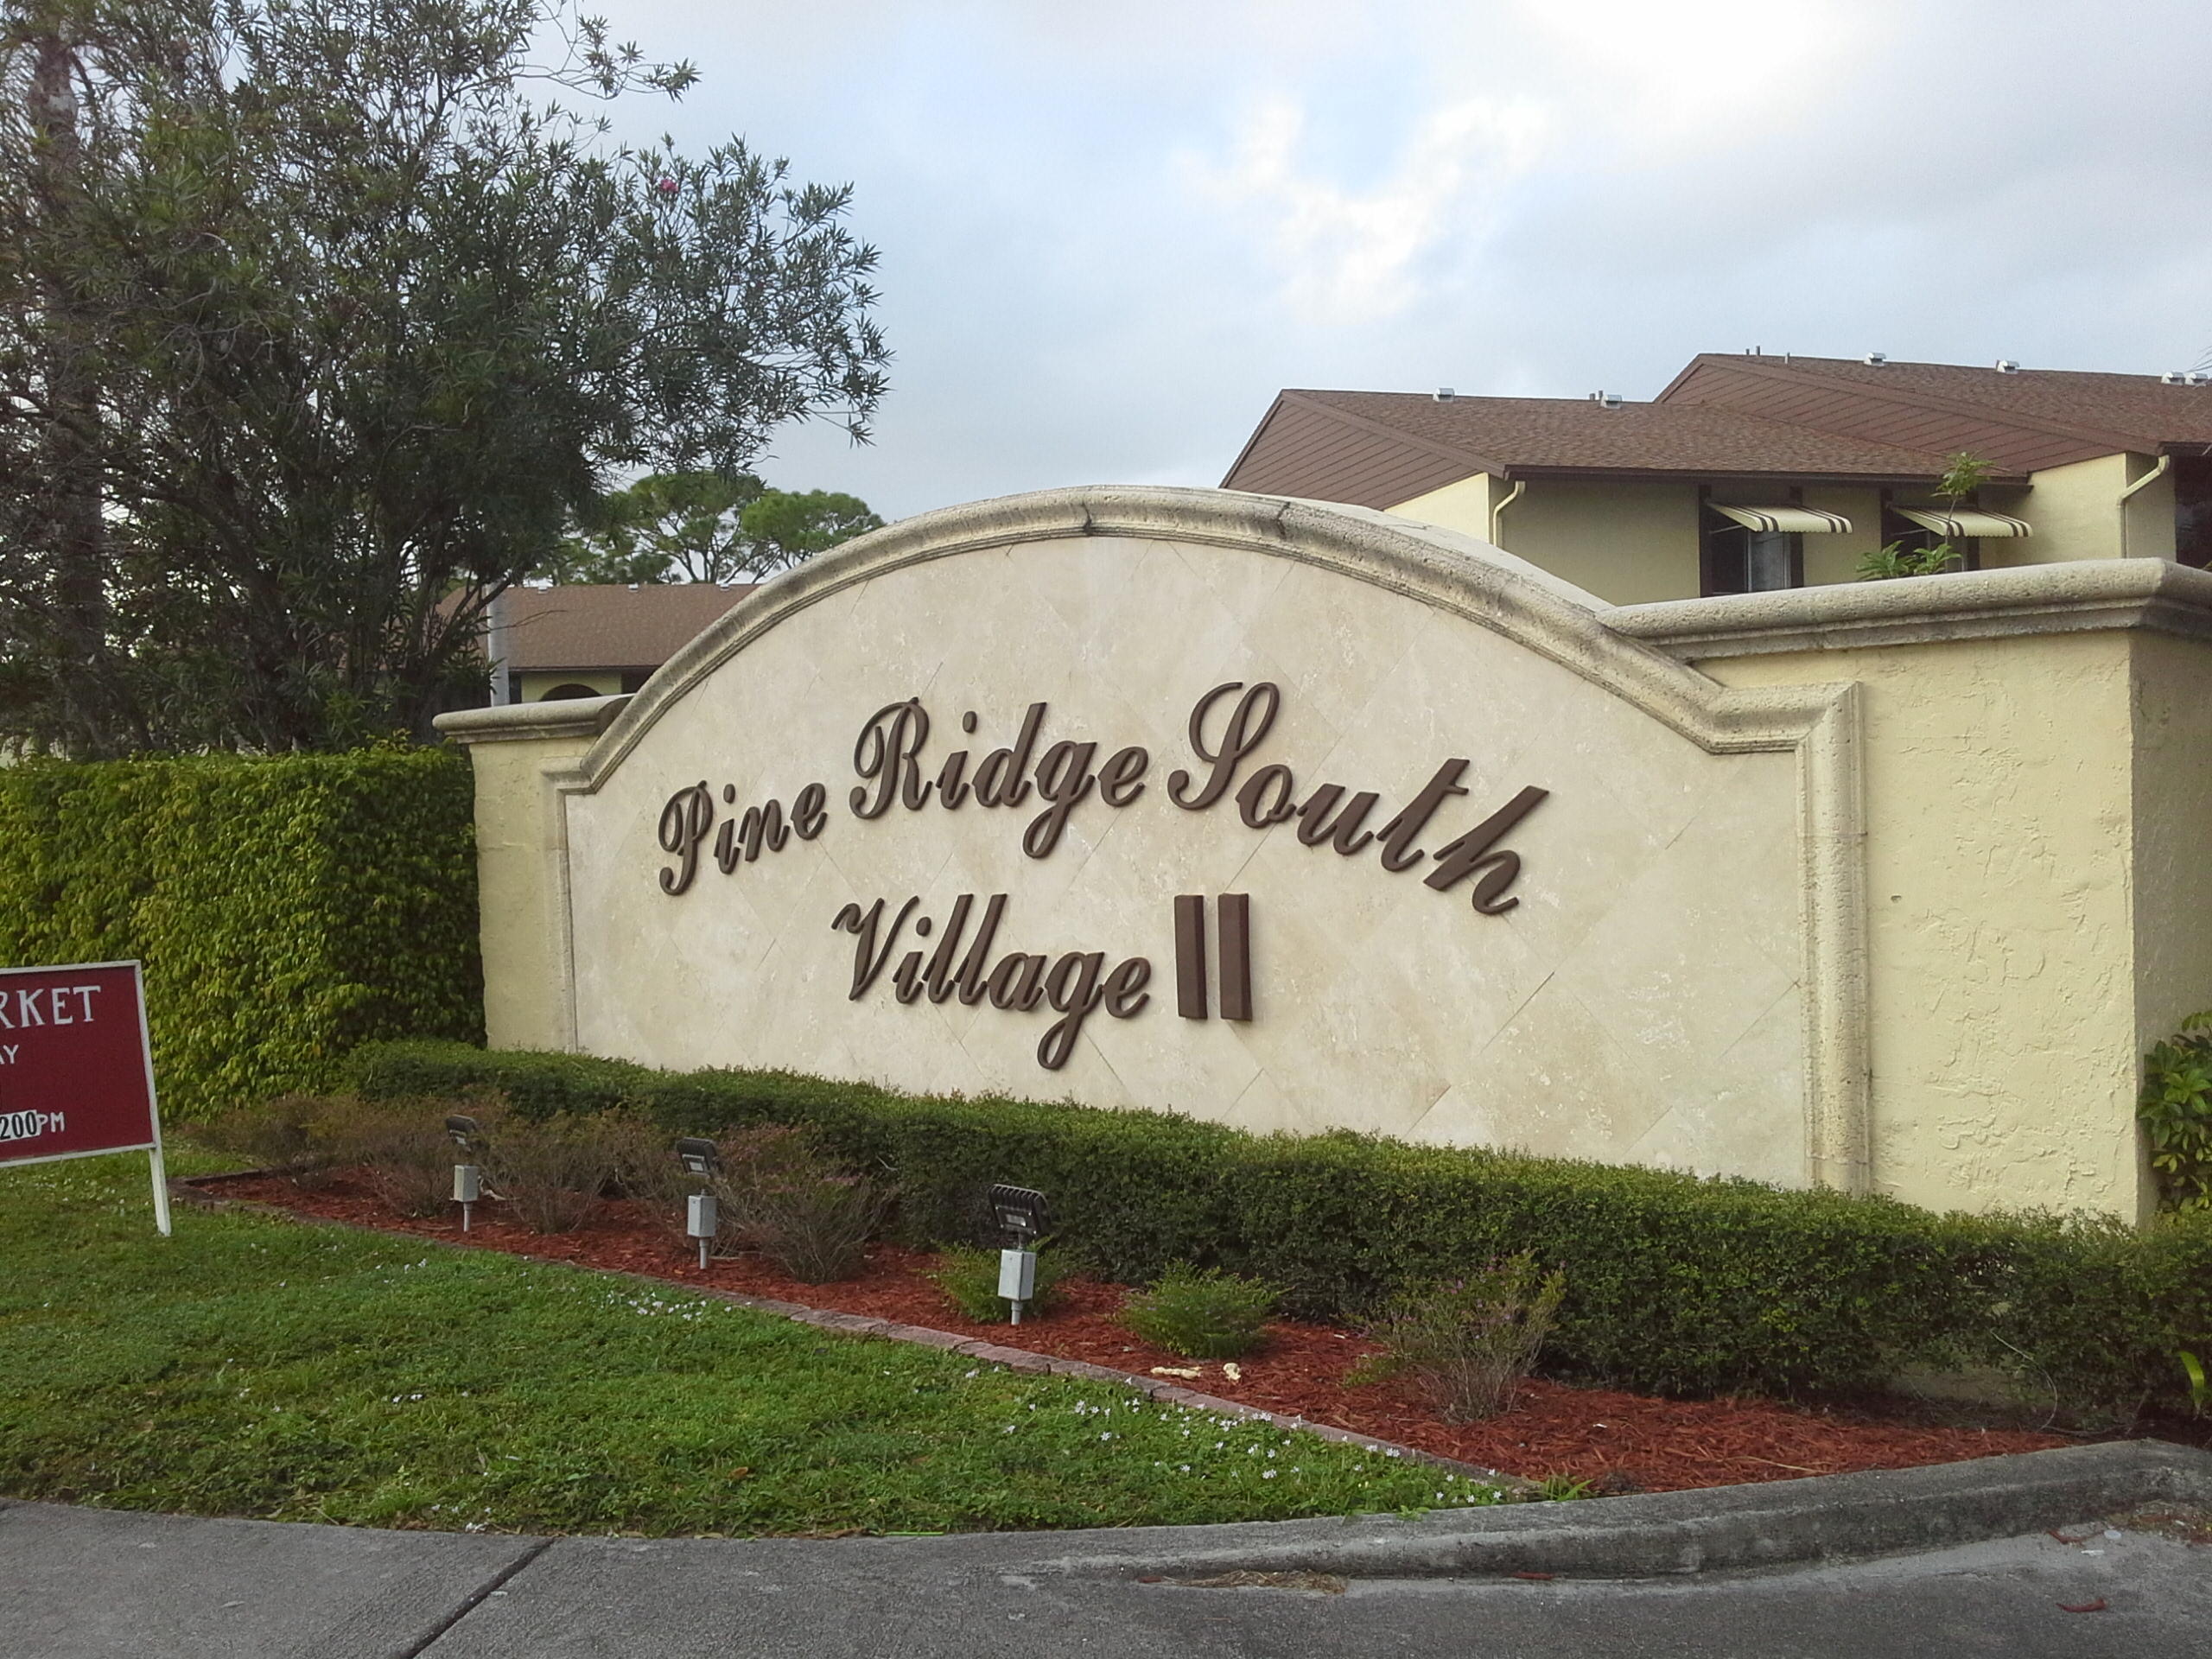 Pine Ridge South
Village II
RKET
AY
200PM